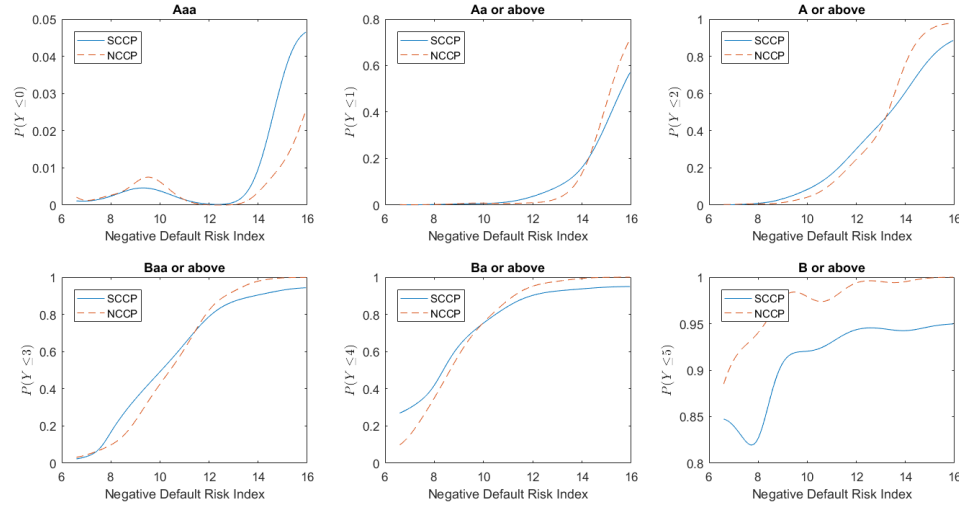 Aaa
SCCP
NCCP
P(Y ≤0)
0.05
0.04
0.03
0.02
0.01
0
6 8 10 12 14 16
Negative Default Risk Index
Aa or above
SCCP
NCCP
P(Y ≤1)
0.8
0.6
0.4
0.2
0
6 8 10 12 14 16
Negative Default Risk Index
A or above
SCCP
NCCP
P(Y ≤2)
1
0.8
0.6
0.4
0.2
0
6 8 10 12 14 16
Negative Default Risk Index
Baa or above
SCCP
NCCP
P(Y ≤3)
1
0.8
0.6
0.4
0.2
0
6 8 10 12 14 16
Negative Default Risk Index
Ba or above
SCCP
NCCP
P(Y ≤4)
1
0.8
0.6
0.4
0.2
0
6 8 10 12 14 16
Negative Default Risk Index
B or above
SCCP
NCCP
P(Y ≤5)
1
0.95
0.9
0.85
0.8
6 8 10 12 14 16
Negative Default Risk Index